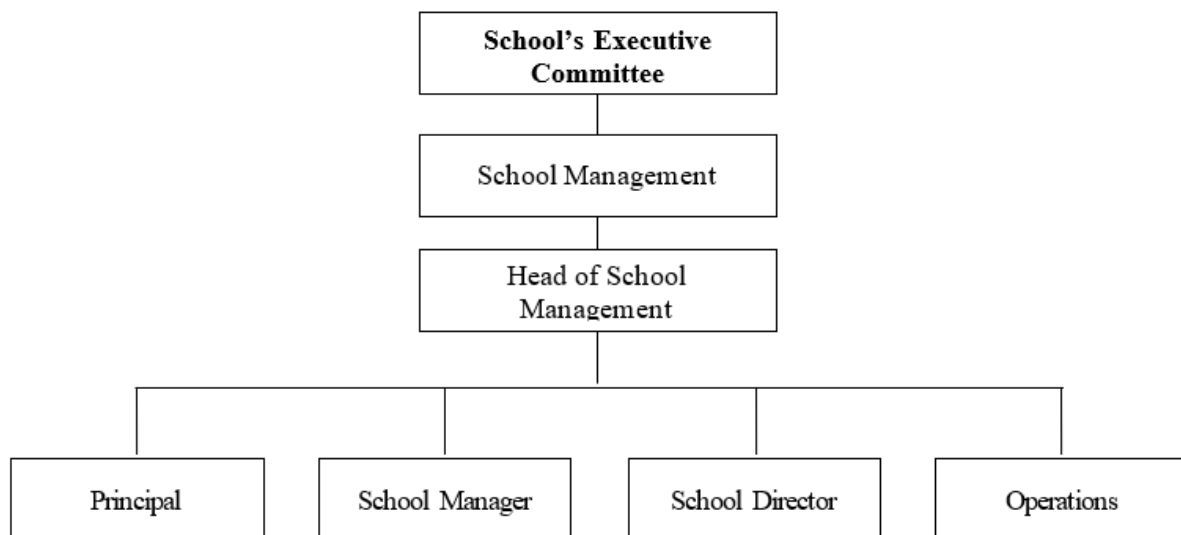 School’s Executive
Committee
School Management
Head of School
Management
Principal
School Manager
School Director
Operations